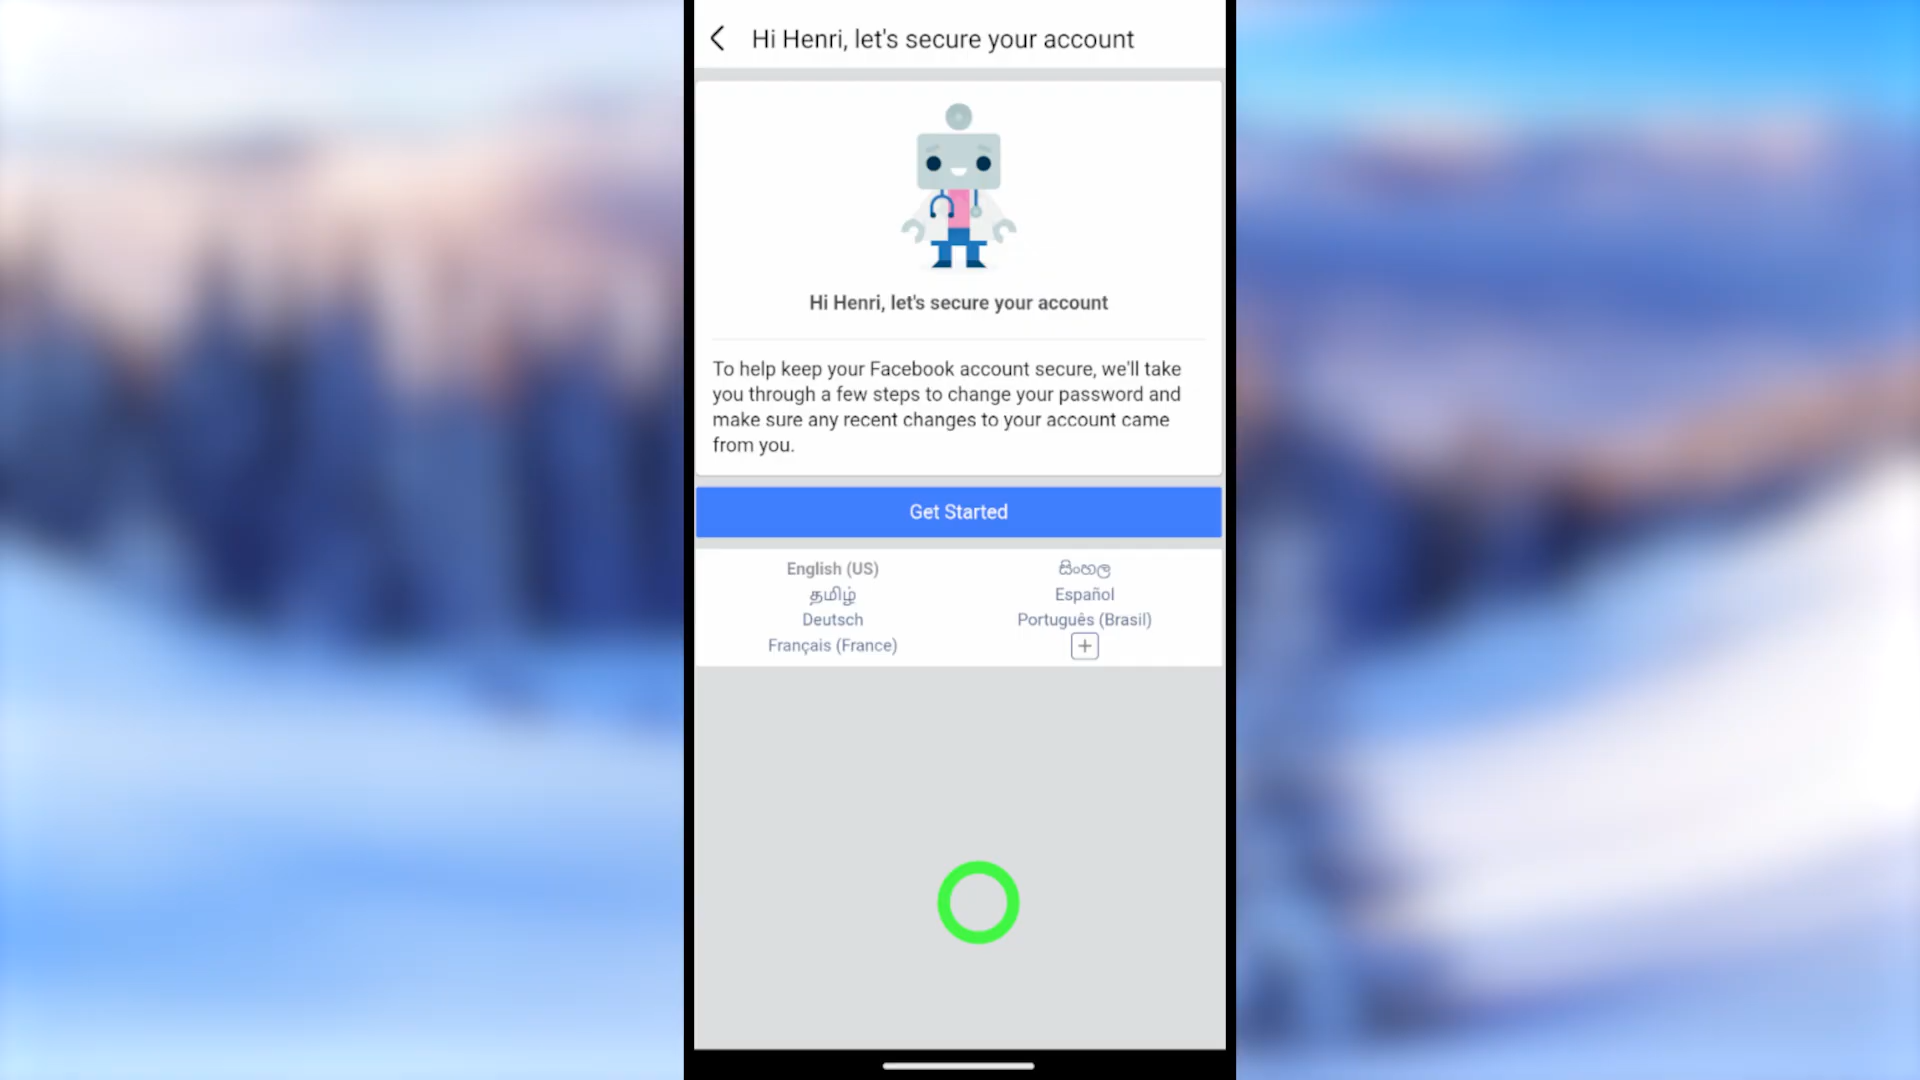 Hi Henri, let's secure your account
Hi Henri, let's secure your account
To help keep your Facebook account secure, we'll take
you through a few steps to change your password and
make sure any recent changes to your account came
from you.
Get Started
English (US)
සිංහල
தமிழ்
Español
Deutsch
Português (Brasil)
Français (France)
+